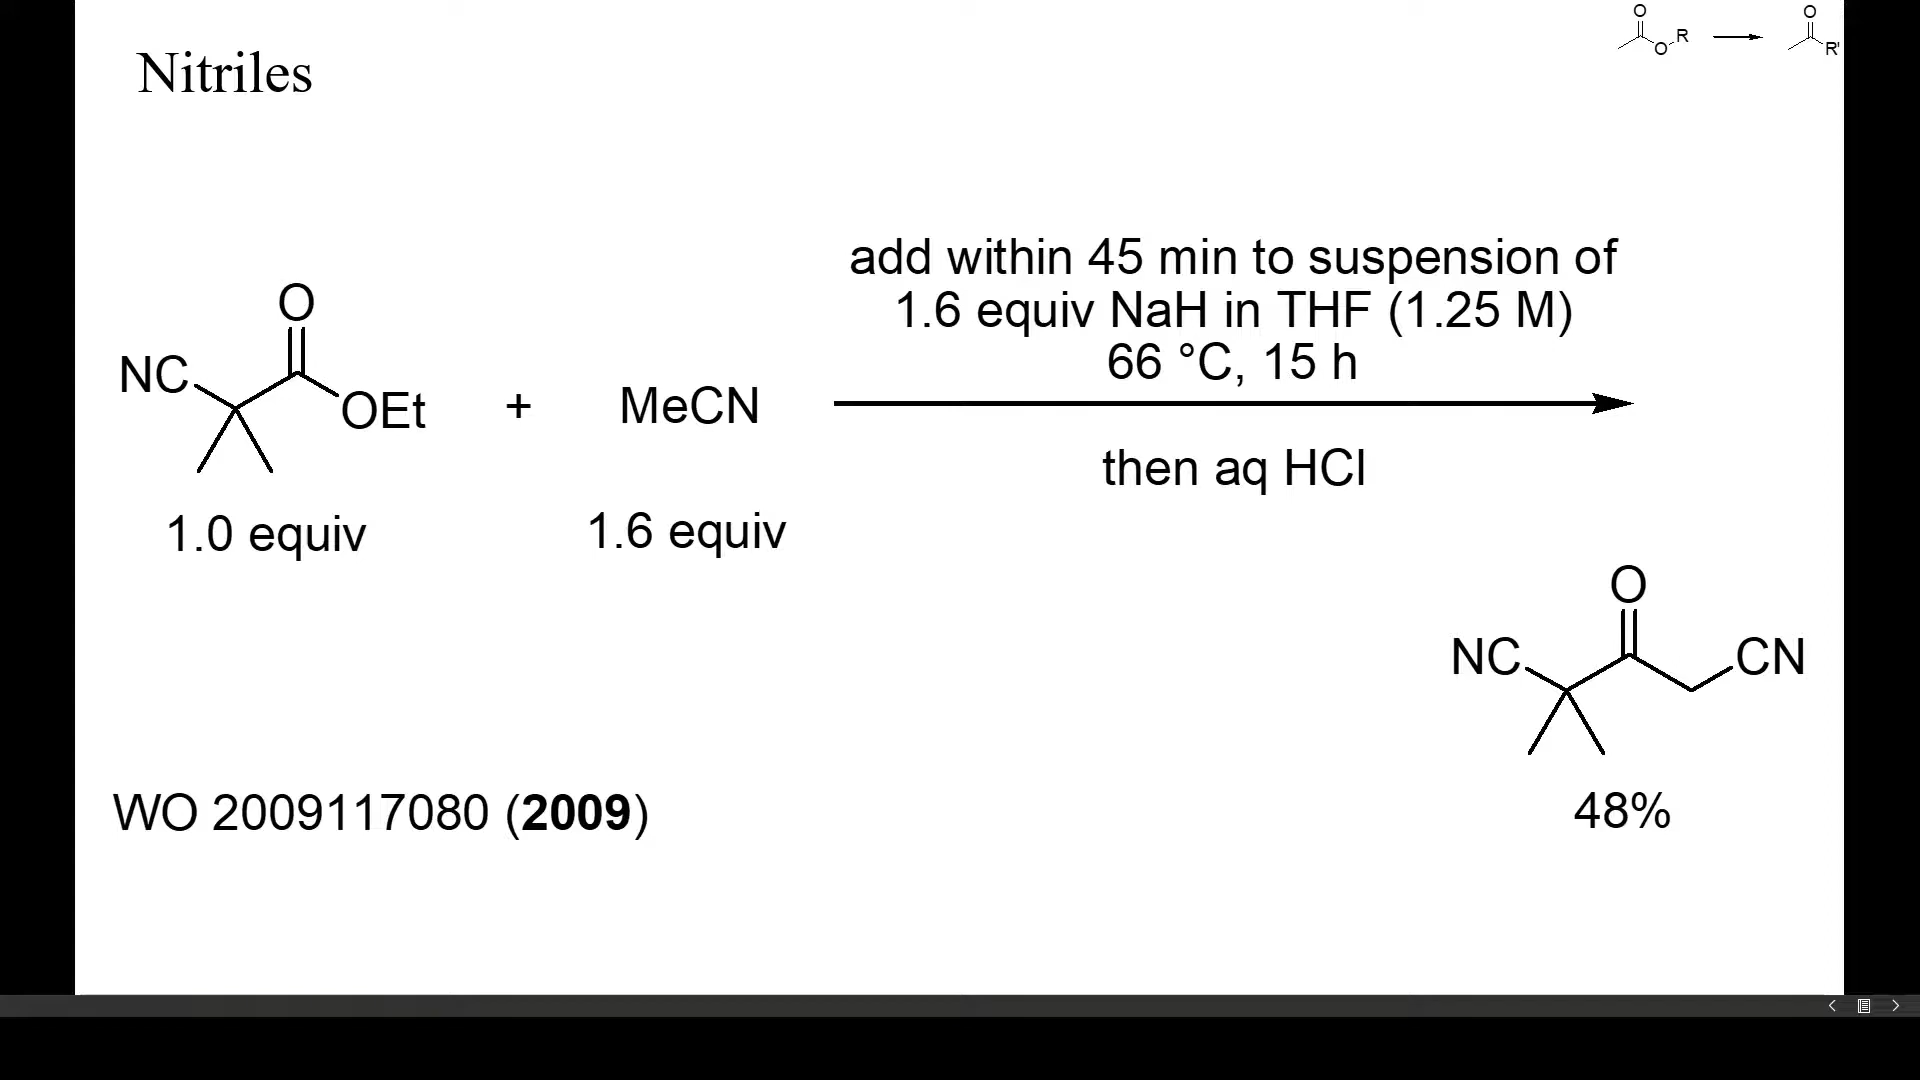 Nitriles
O
O
R
O
R'
add within 45 min to suspension of
1.6 equiv NaH in THF (1.25 M)
66 °C, 15 h
O
NC
OEt
+
MeCN
then aq HCl
1.0 equiv
1.6 equiv
O
NC
CN
WO 2009117080 (2009)
48%